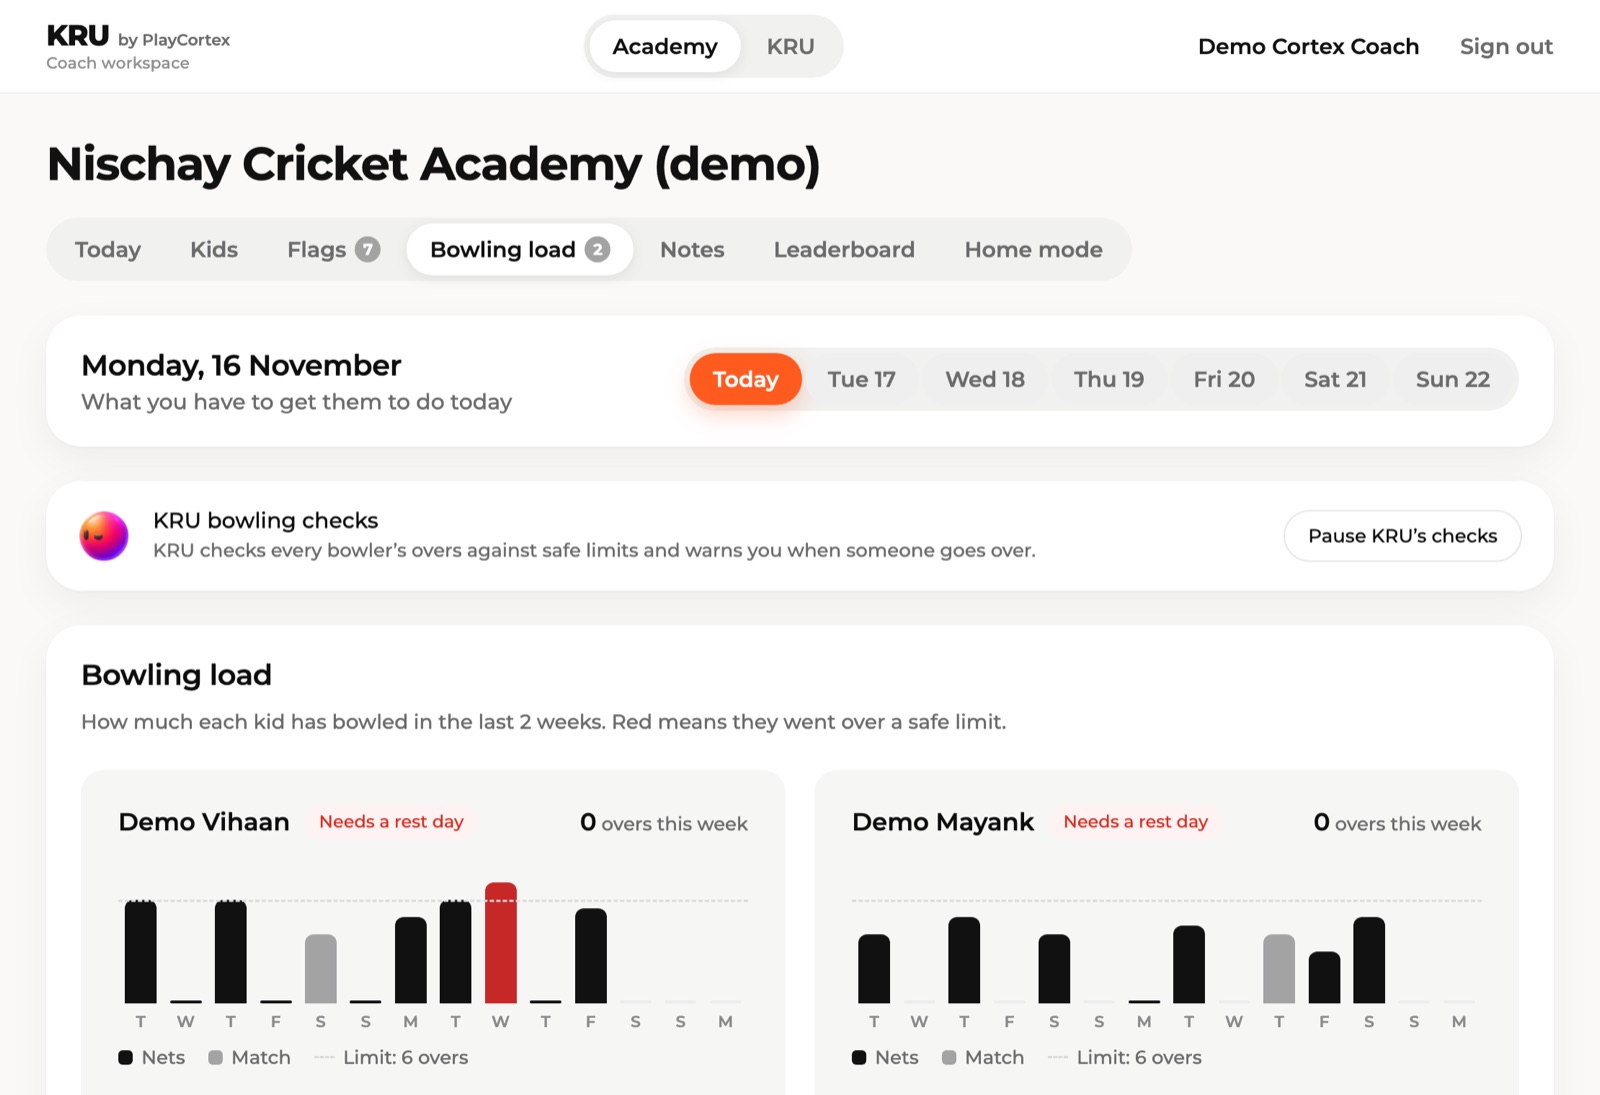 KRU by PlayCortex
Coach workspace
Academy KRU
Demo Cortex Coach Sign out
Nischay Cricket Academy (demo)
Today Kids Flags 7 Bowling load 2 Notes Leaderboard Home mode
Monday, 16 November
What you have to get them to do today
Today Tue 17 Wed 18 Thu 19 Fri 20 Sat 21 Sun 22
KRU bowling checks
KRU checks every bowler’s overs against safe limits and warns you when someone goes over.
Pause KRU’s checks
Bowling load
How much each kid has bowled in the last 2 weeks. Red means they went over a safe limit.
Demo Vihaan Needs a rest day 0 overs this week
T W T F S S M T W T F S S M
Nets Match Limit: 6 overs
Demo Mayank Needs a rest day 0 overs this week
T W T F S S M T W T F S S M
Nets Match Limit: 6 overs